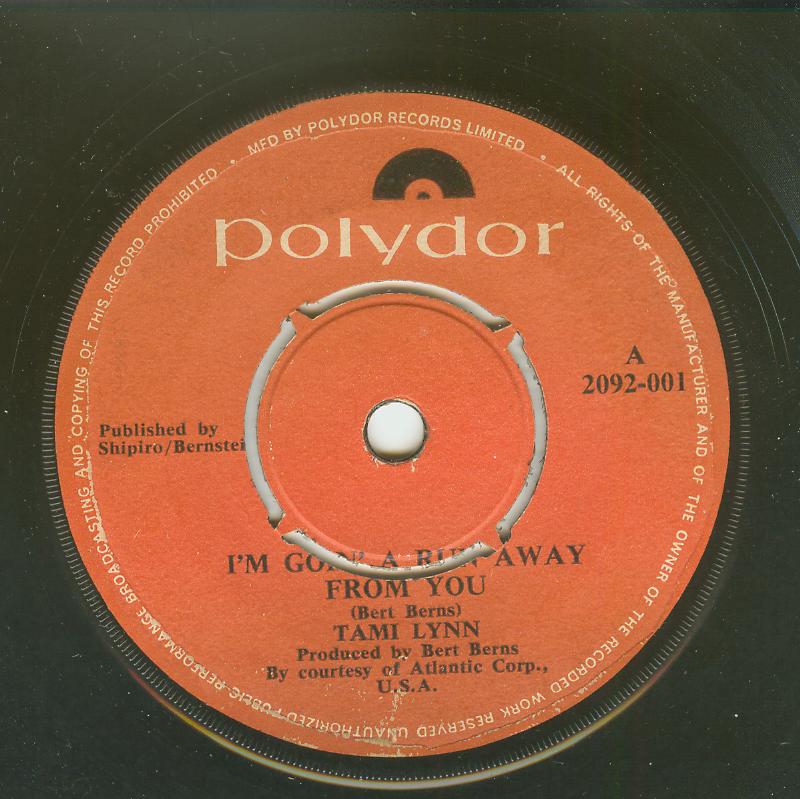 MFD BY POLYDOR RECORDS LIMITED • ALL RIGHTS OF THE MANUFACTURER AND OF THE OWNER OF THE RECORDED WORK RESERVED UNAUTHORIZED PUBLIC PERFORMANCE BROADCASTING AND COPYING OF THIS RECORD PROHIBITED •
polydor
A
2092-001
Published by
Shipiro/Bernstei
I'M GOIN' A RUN AWAY
FROM YOU
(Bert Berns)
TAMI LYNN
Produced by Bert Berns
By courtesy of Atlantic Corp.,
U.S.A.